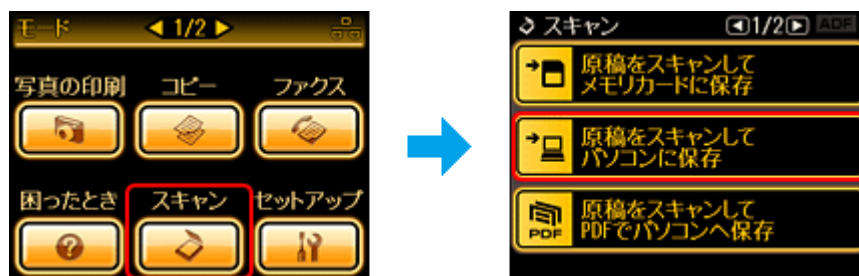 モード ◀ 1/2 ▶
写真の印刷 コピー ファクス
困ったとき スキャン セットアップ
スキャン ◀1/2▶ ADF
原稿をスキャンして
メモリカードに保存
原稿をスキャンして
パソコンに保存
原稿をスキャンして
PDFでパソコンへ保存
PDF